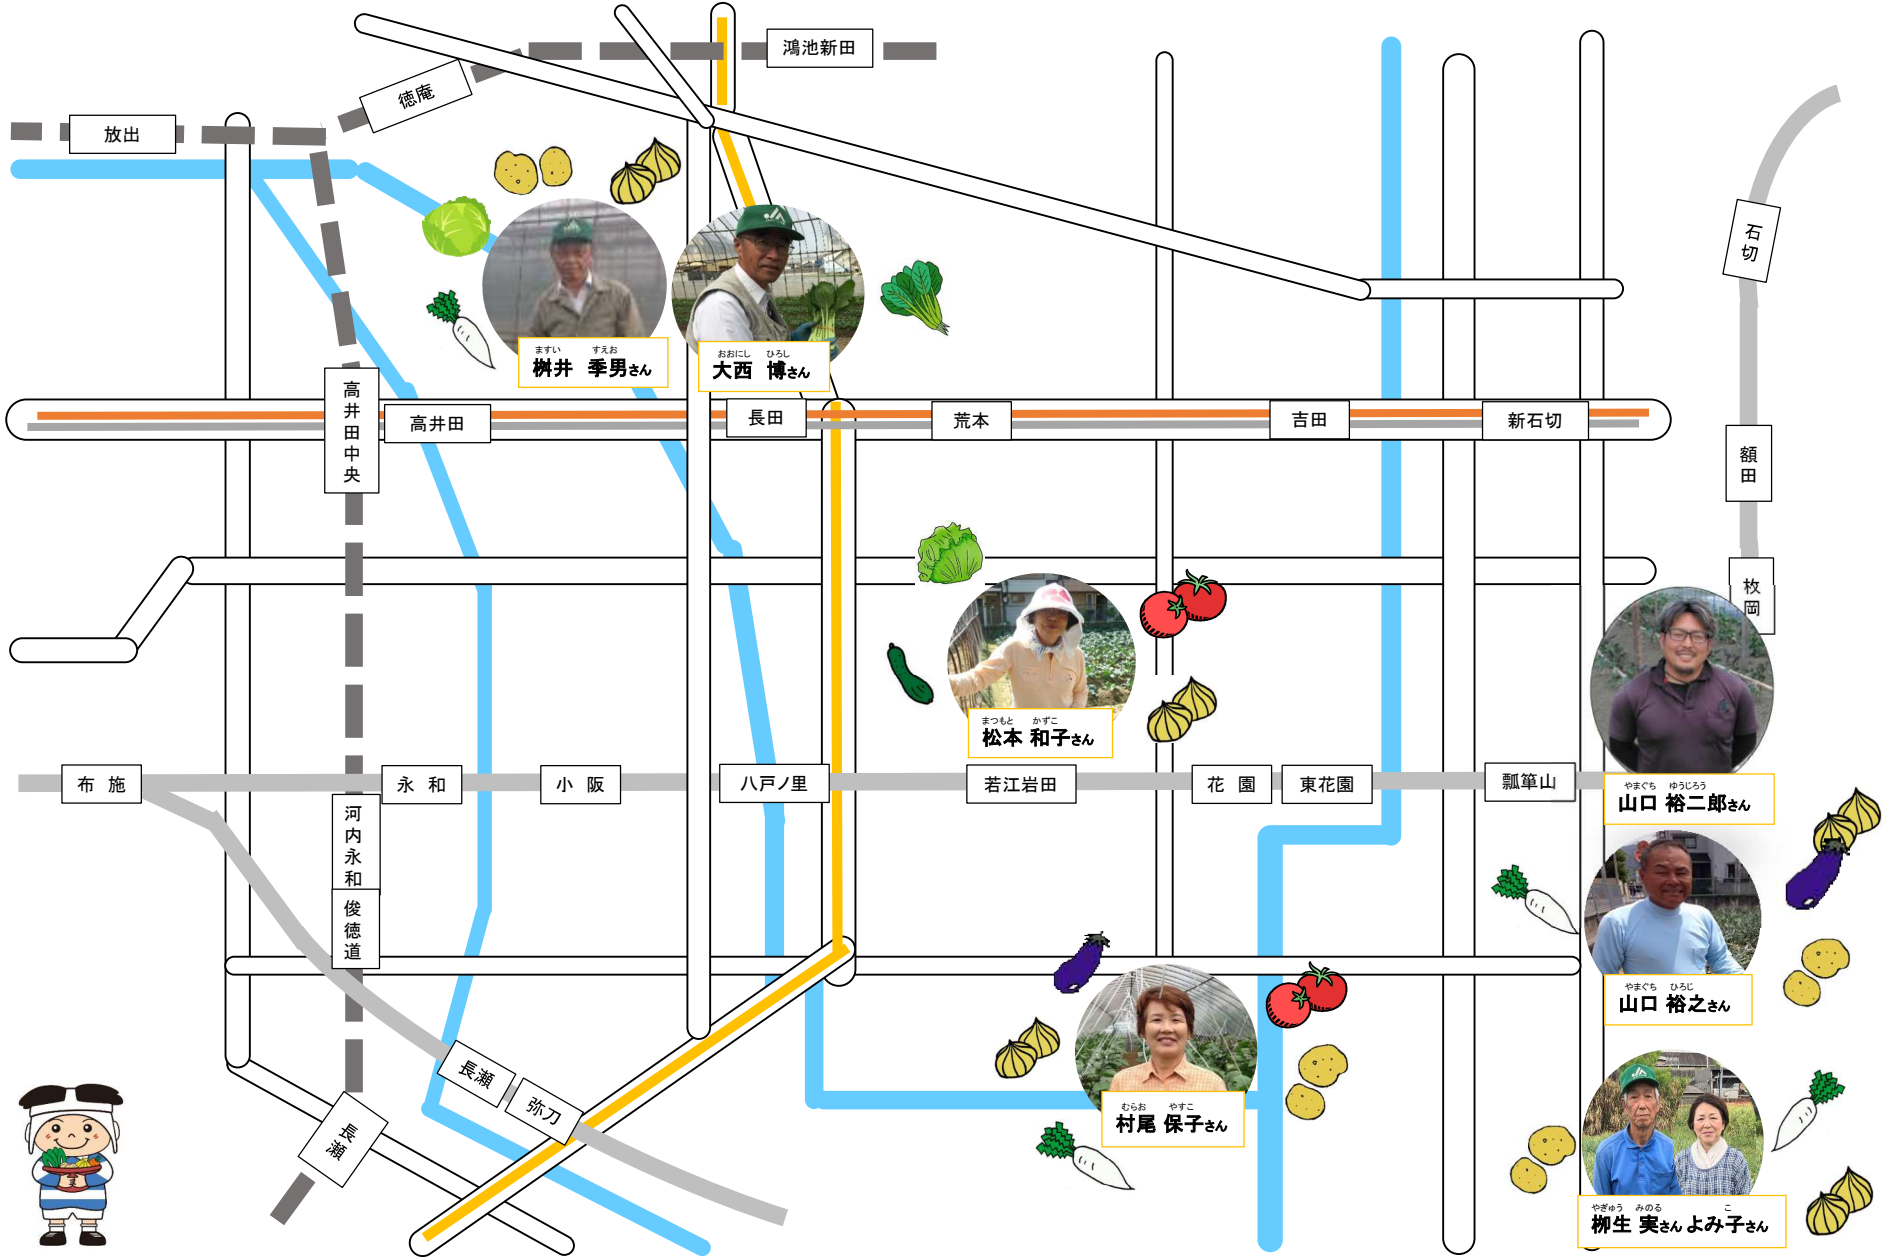 鴻池新田
徳庵
放出
石切
ますい すえお
桝井 季男さん
おおにし ひろし
大西 博さん
高井田中央
高井田
長田
荒本
吉田
新石切
額田
枚岡
まつもと かずこ
松本 和子さん
布施
永和
小阪
八戸ノ里
若江岩田
花園
東花園
瓢箪山
やまぐち ゆうじろう
山口 裕二郎さん
河内永和
俊徳道
やまぐち ひろじ
山口 裕之さん
長瀬
弥刀
長瀬
むらお やすこ
村尾 保子さん
やぎゅう みのる こ
柳生 実さん よみ子さん